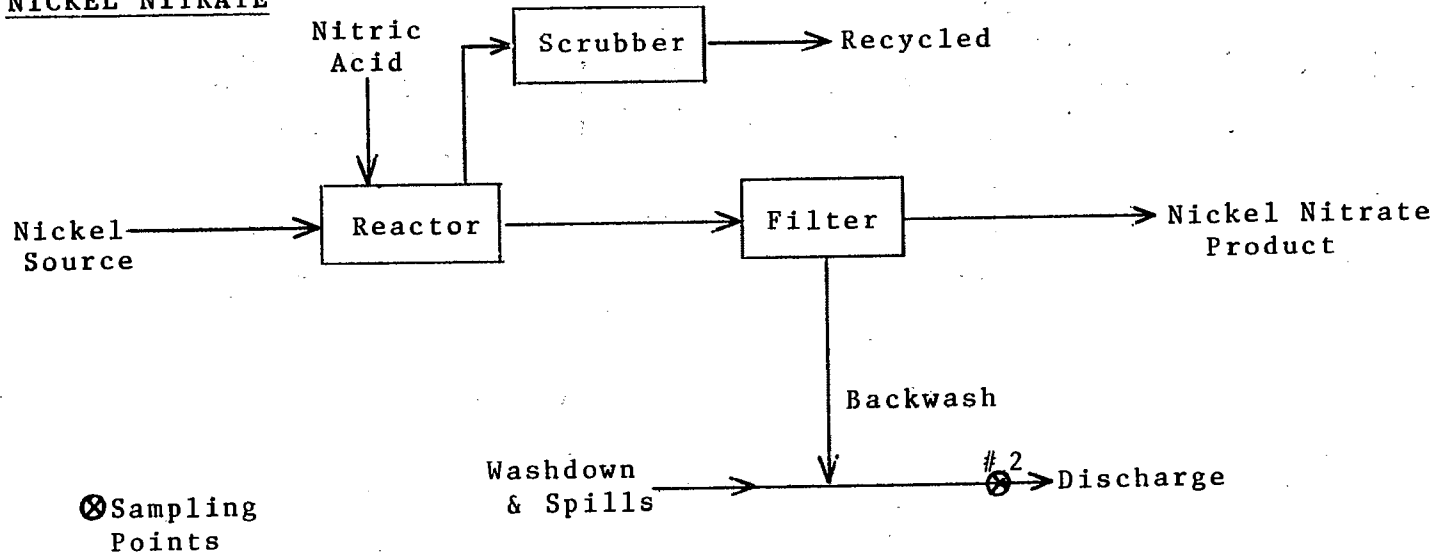 NICKEL NITRATE
Nitric
Acid
Scrubber
Recycled
Nickel
Source
Reactor
Filter
Nickel Nitrate
Product
Backwash
Washdown
& Spills
#2
Discharge
Sampling
Points